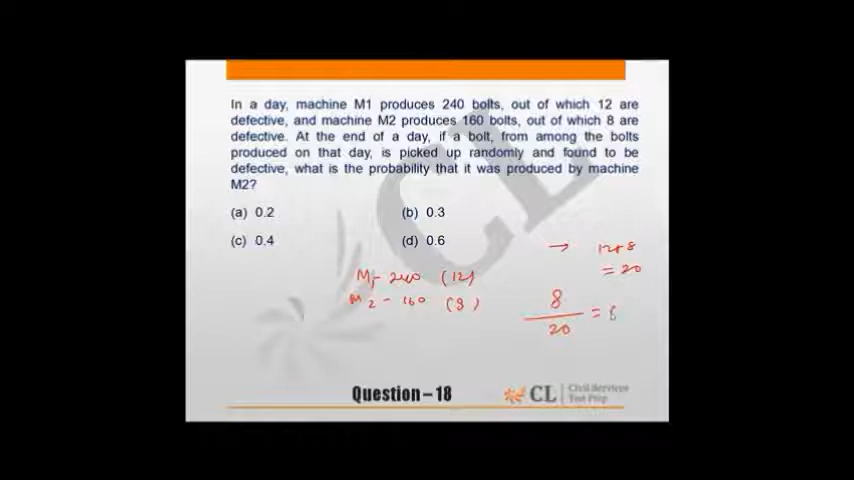 In a day, machine M1 produces 240 bolts, out of which 12 are
defective, and machine M2 produces 160 bolts, out of which 8 are
defective. At the end of a day, if a bolt, from among the bolts
produced on that day, is picked up randomly and found to be
defective, what is the probability that it was produced by machine
M2?
(a) 0.2
(b) 0.3
(c) 0.4
(d) 0.6
→ 12+8
= 20
M1 - 240 (12)
M2 - 160 (8)
8
20
=
Question – 18
CL Civil Services
Test Prep
CL